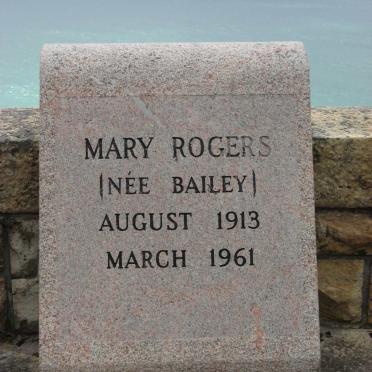 MARY ROGERS
(NÉE BAILEY)
AUGUST 1913
MARCH 1961